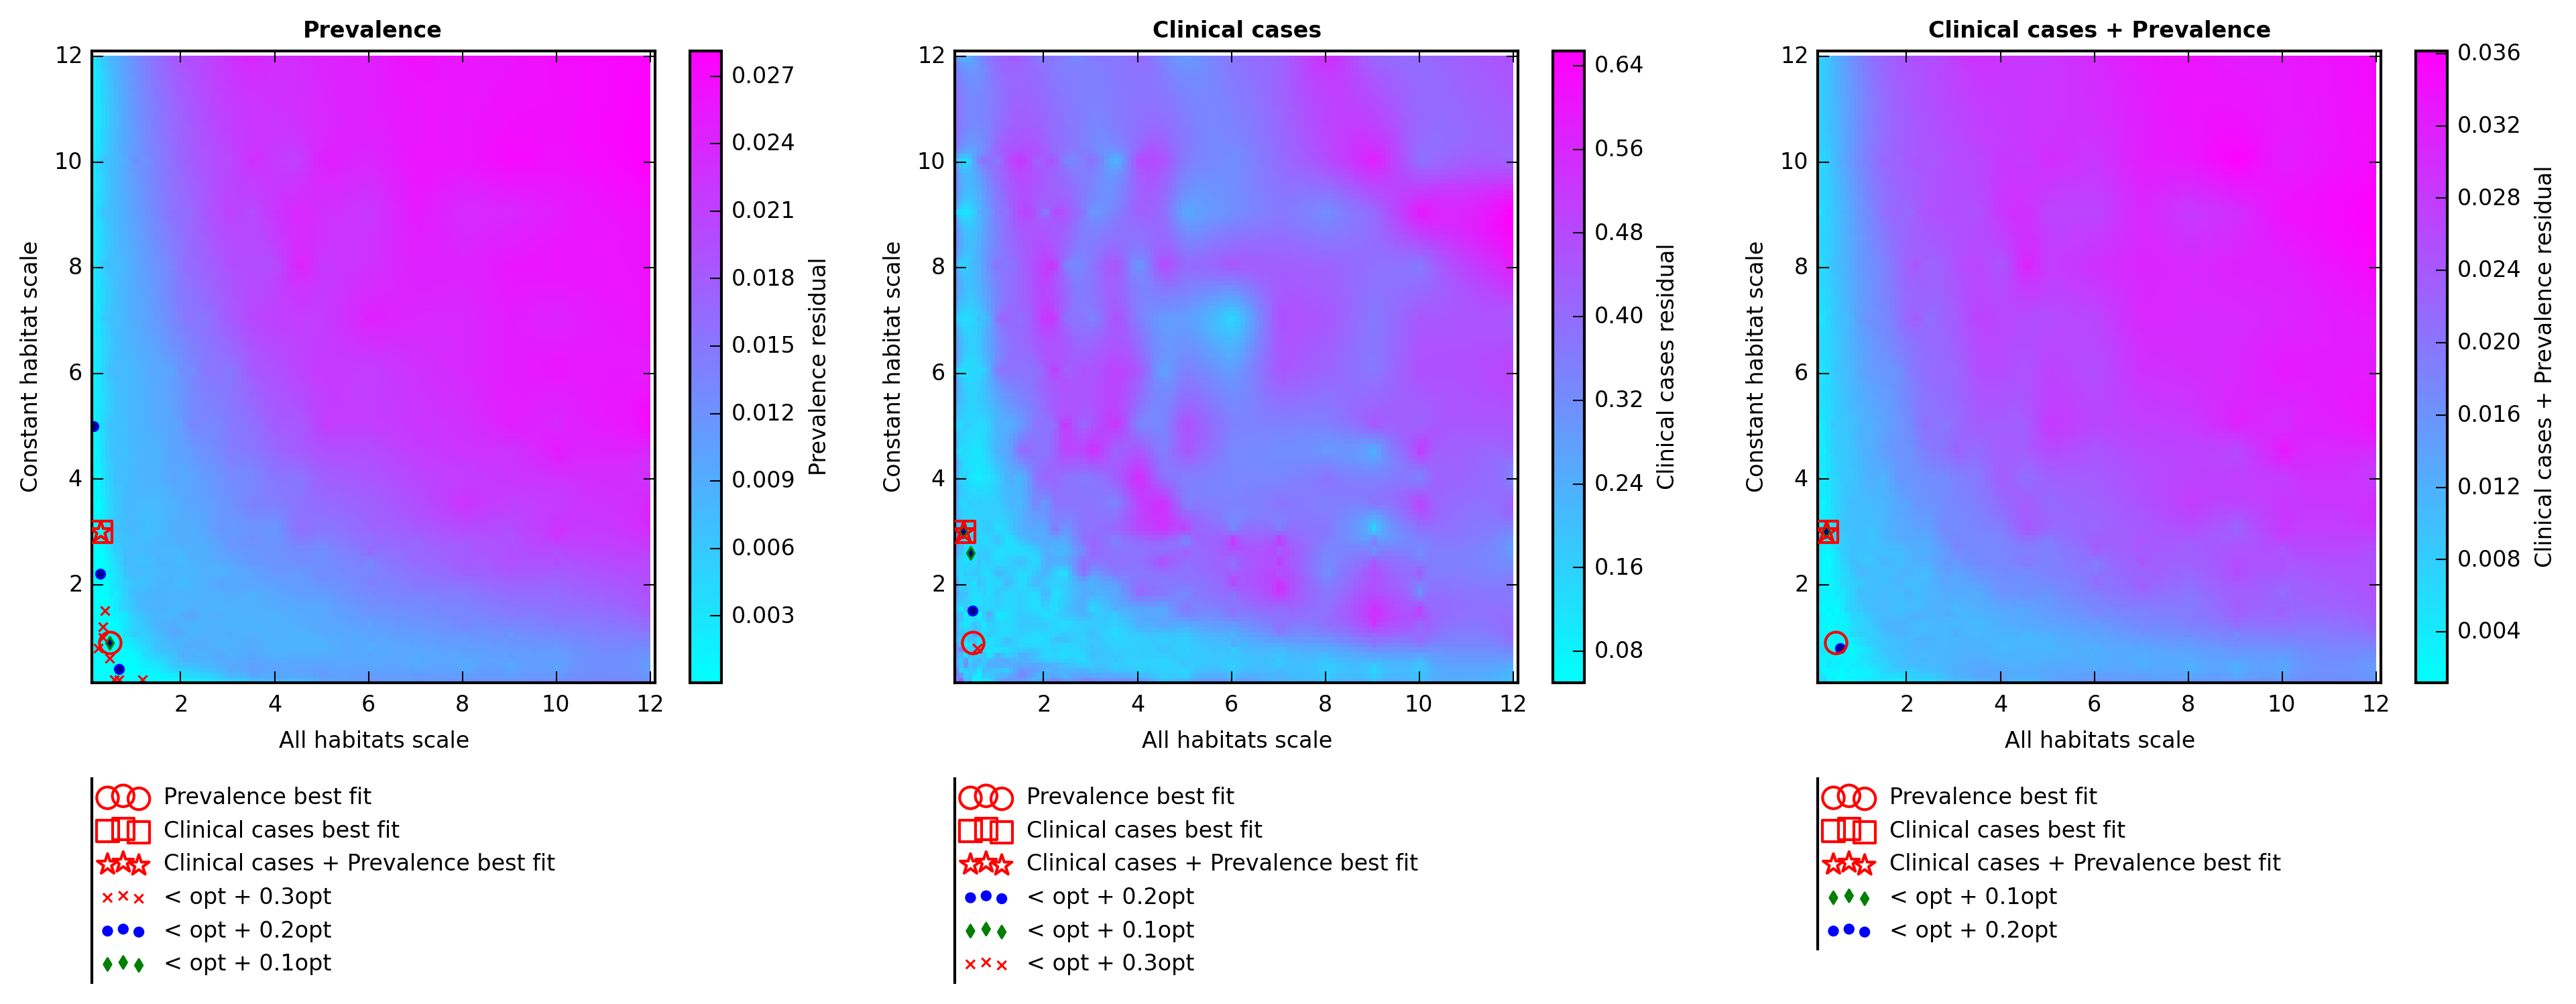 Prevalence
12
10
8
6
4
2
2 4 6 8 10 12
Constant habitat scale
All habitats scale
0.027
0.024
0.021
0.018
0.015
0.012
0.009
0.006
0.003
Prevalence residual
Prevalence best fit
Clinical cases best fit
Clinical cases + Prevalence best fit
< opt + 0.3opt
< opt + 0.2opt
< opt + 0.1opt
Clinical cases
12
10
8
6
4
2
2 4 6 8 10 12
Constant habitat scale
All habitats scale
0.64
0.56
0.48
0.40
0.32
0.24
0.16
0.08
Clinical cases residual
Prevalence best fit
Clinical cases best fit
Clinical cases + Prevalence best fit
< opt + 0.2opt
< opt + 0.1opt
< opt + 0.3opt
Clinical cases + Prevalence
12
10
8
6
4
2
2 4 6 8 10 12
Constant habitat scale
All habitats scale
0.036
0.032
0.028
0.024
0.020
0.016
0.012
0.008
0.004
Clinical cases + Prevalence residual
Prevalence best fit
Clinical cases best fit
Clinical cases + Prevalence best fit
< opt + 0.1opt
< opt + 0.2opt